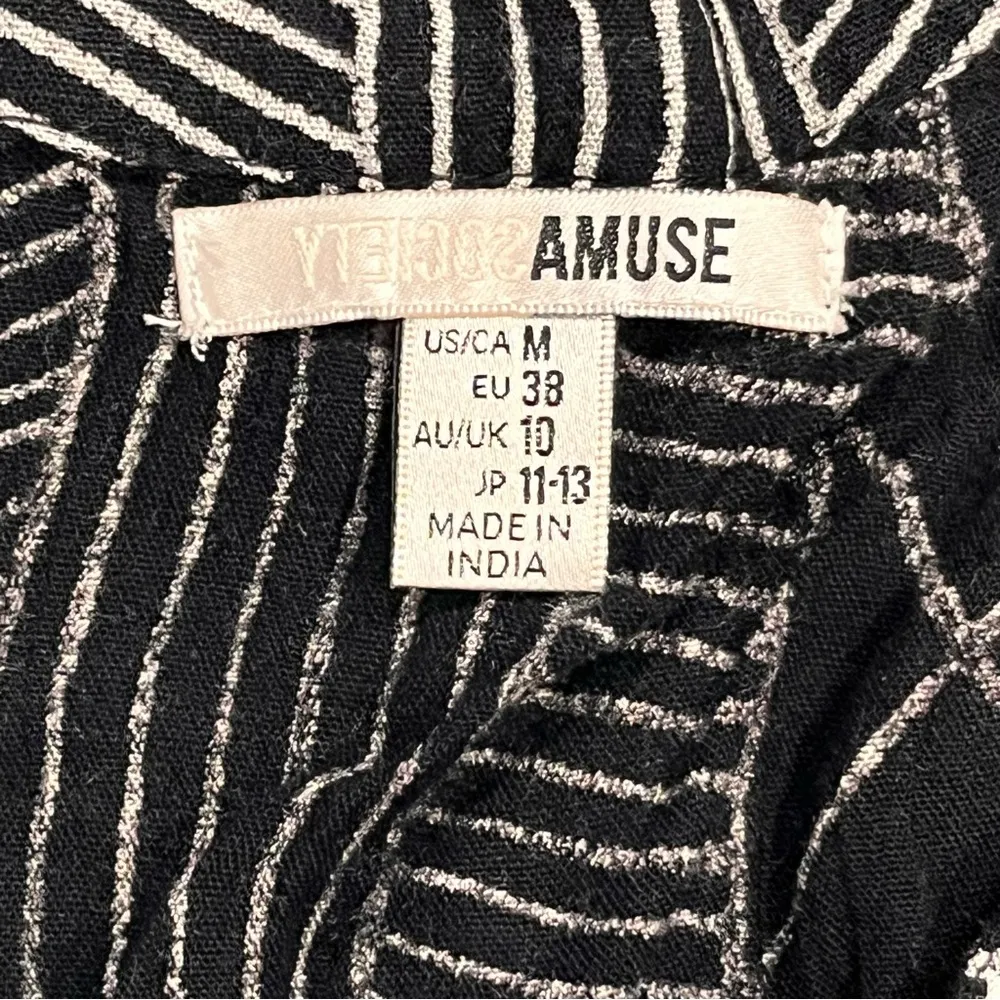 AMUSE SOCIETY
US/CA M
EU 38
AU/UK 10
JP 11-13
MADE IN
INDIA